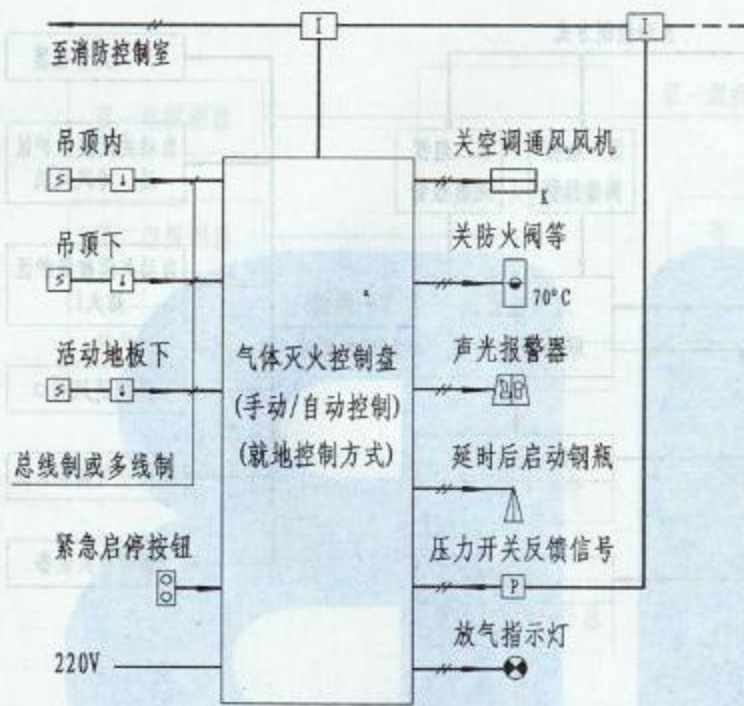 I
I
至消防控制室
吊顶内
吊顶下
活动地板下
总线制或多线制
紧急启停按钮
220V
气体灭火控制盘
(手动/自动控制)
(就地控制方式)
关空调通风风机
K
关防火阀等
70°C
声光报警器
延时后启动钢瓶
压力开关反馈信号
P
放气指示灯